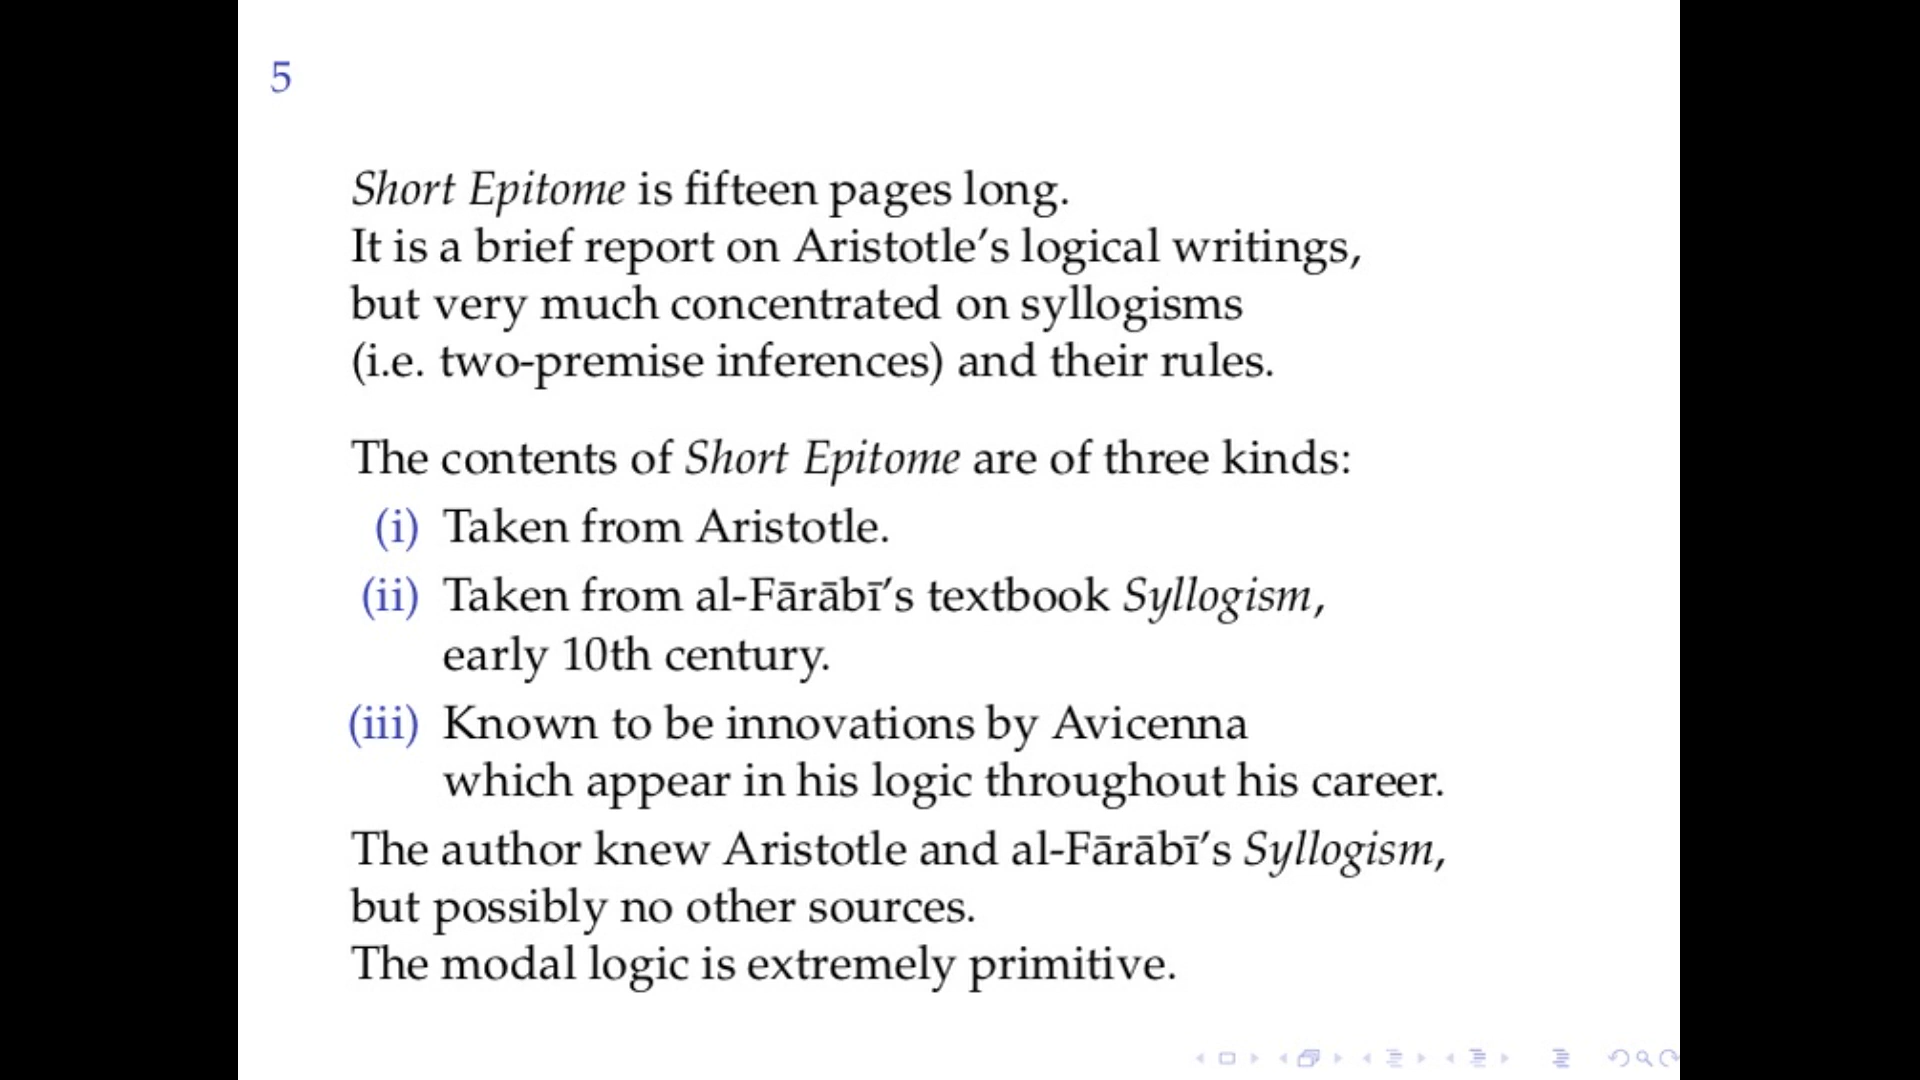 5
Short Epitome is fifteen pages long.
It is a brief report on Aristotle's logical writings,
but very much concentrated on syllogisms
(i.e. two-premise inferences) and their rules.
The contents of Short Epitome are of three kinds:
(i) Taken from Aristotle.
(ii) Taken from al-Fārābī's textbook Syllogism,
early 10th century.
(iii) Known to be innovations by Avicenna
which appear in his logic throughout his career.
The author knew Aristotle and al-Fārābī's Syllogism,
but possibly no other sources.
The modal logic is extremely primitive.